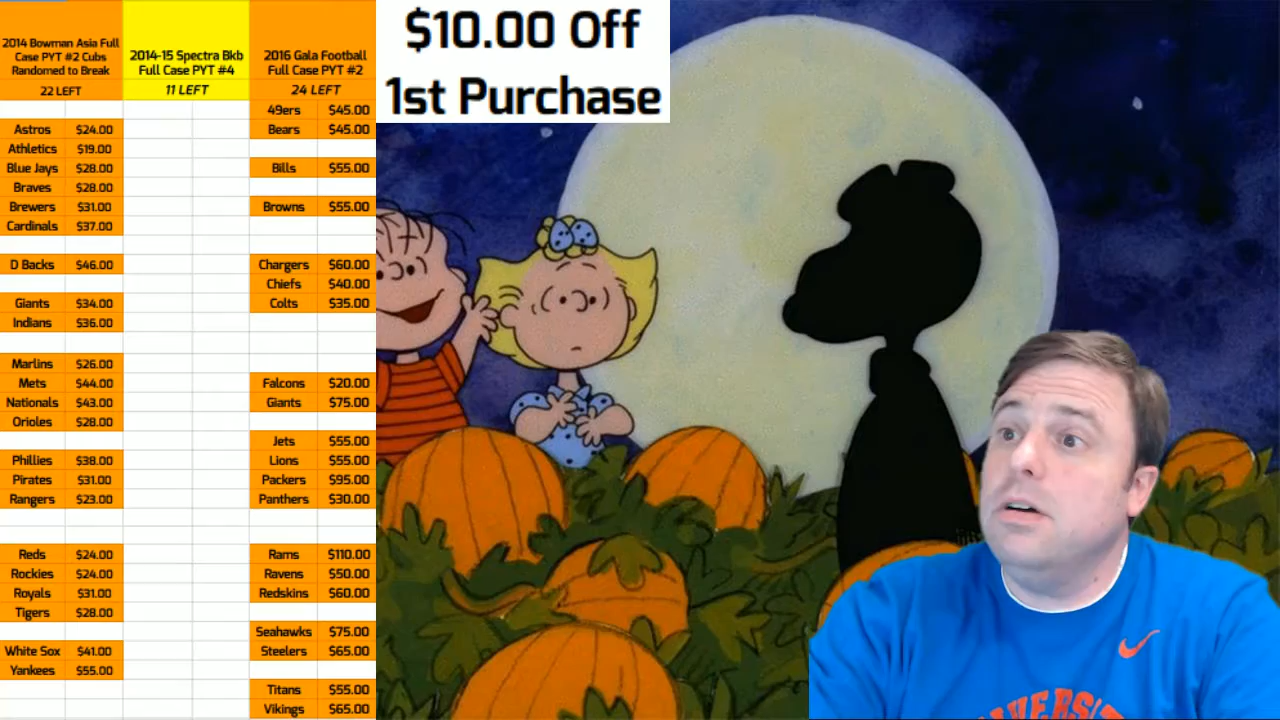 2014 Bowman Asia Full
Case PYT #2 Cubs
Randomed to Break
22 LEFT
Astros $24.00
Athletics $19.00
Blue Jays $28.00
Braves $28.00
Brewers $31.00
Cardinals $37.00
D Backs $46.00
Giants $34.00
Indians $36.00
Marlins $26.00
Mets $44.00
Nationals $43.00
Orioles $28.00
Phillies $38.00
Pirates $31.00
Rangers $23.00
Reds $24.00
Rockies $24.00
Royals $31.00
Tigers $28.00
White Sox $41.00
Yankees $55.00
2014-15 Spectra Bkb
Full Case PYT #4
11 LEFT
2016 Gala Football
Full Case PYT #2
24 LEFT
49ers $45.00
Bears $45.00
Bills $55.00
Browns $55.00
Chargers $60.00
Chiefs $40.00
Colts $35.00
Falcons $20.00
Giants $75.00
Jets $55.00
Lions $55.00
Packers $95.00
Panthers $30.00
Rams $110.00
Ravens $50.00
Redskins $60.00
Seahawks $75.00
Steelers $65.00
Titans $55.00
Vikings $65.00
$10.00 Off
1st Purchase